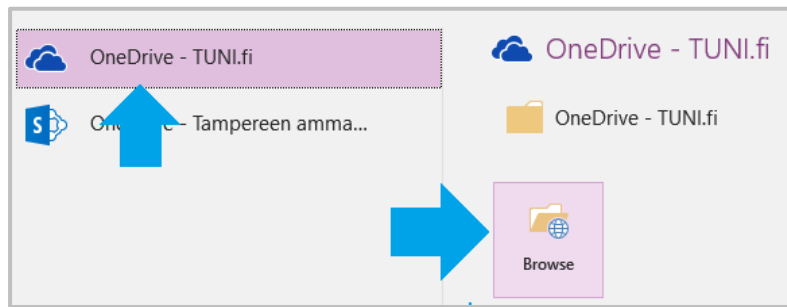 OneDrive - TUNI.fi
- Tampereen amma...
OneDrive - TUNI.fi
OneDrive - TUNI.fi
Browse